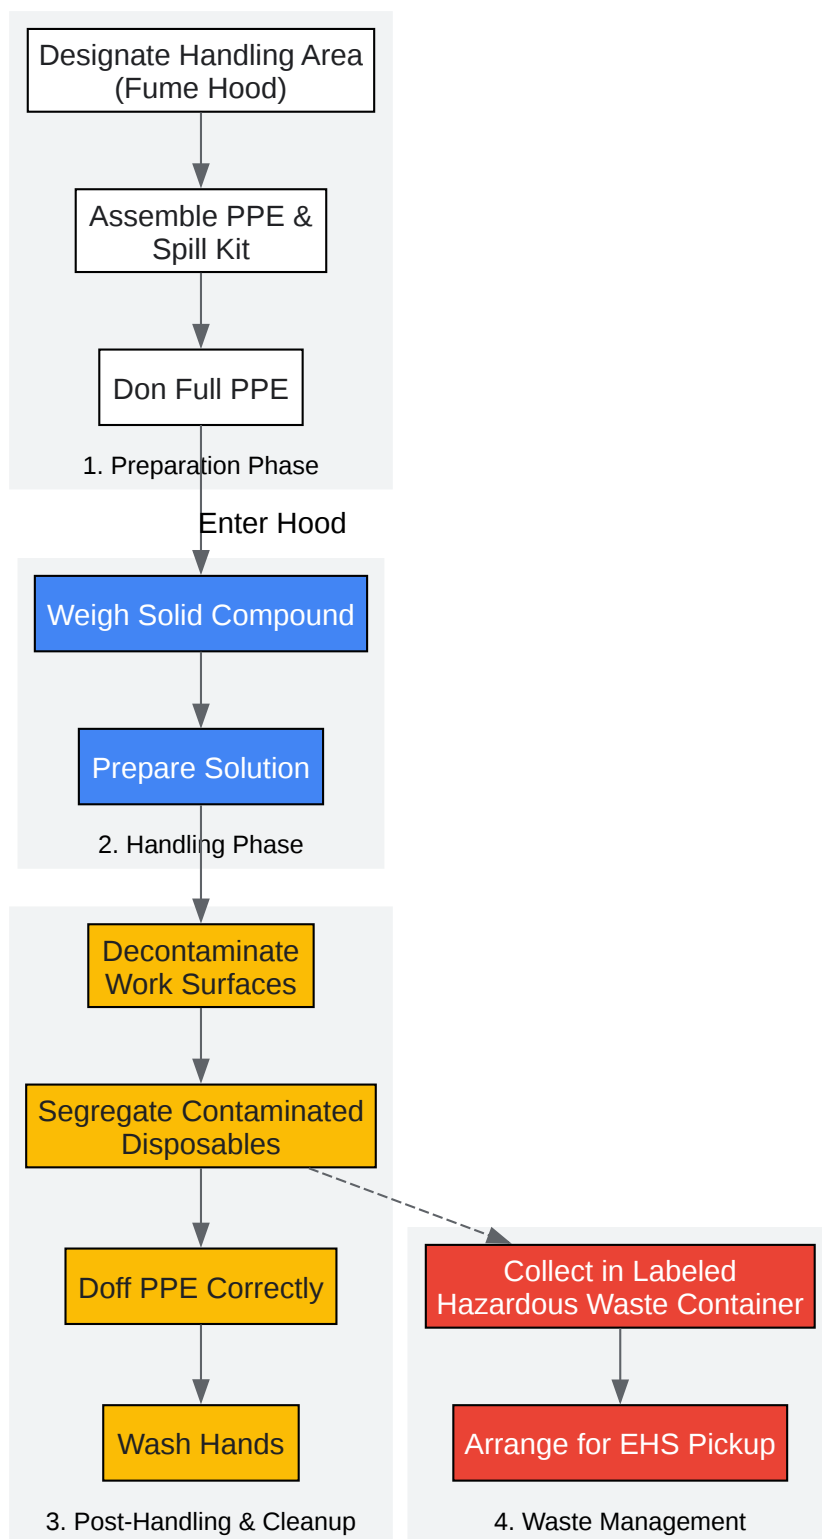 Designate Handling Area
(Fume Hood)
Assemble PPE &
Spill Kit
Don Full PPE
1. Preparation Phase
Enter Hood
Weigh Solid Compound
Prepare Solution
2. Handling Phase
Decontaminate
Work Surfaces
Segregate Contaminated
Disposables
Doff PPE Correctly
Wash Hands
3. Post-Handling & Cleanup
Collect in Labeled
Hazardous Waste Container
Arrange for EHS Pickup
4. Waste Management